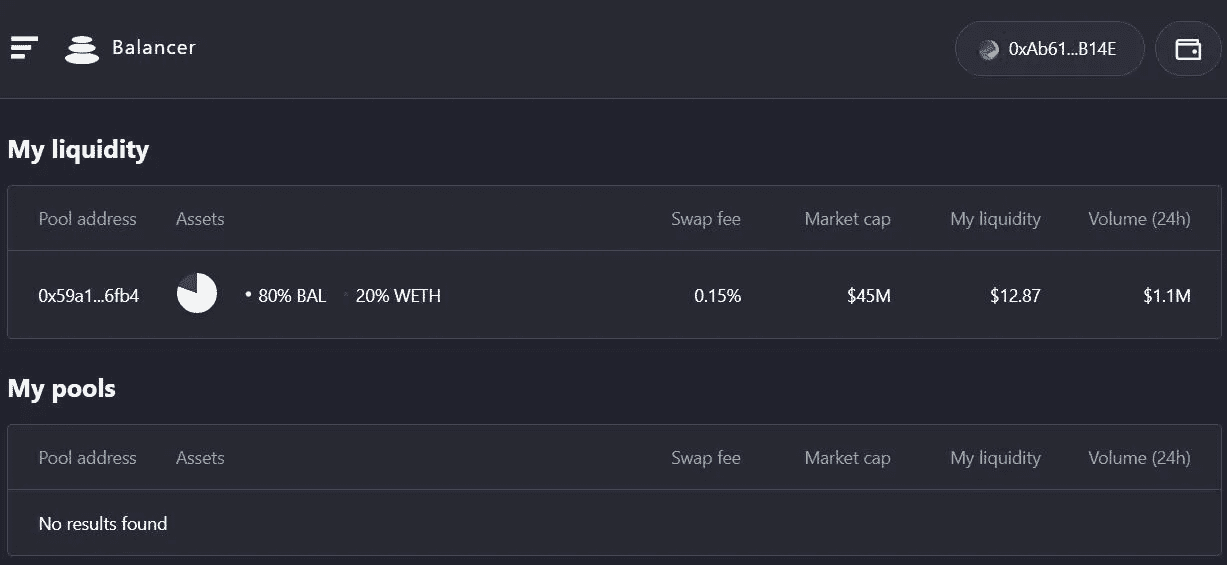 Balancer 0xAb61...B14E
My liquidity
Pool address Assets Swap fee Market cap My liquidity Volume (24h)
0x59a1...6fb4 • 80% BAL • 20% WETH 0.15% $45M $12.87 $1.1M
My pools
Pool address Assets Swap fee Market cap My liquidity Volume (24h)
No results found